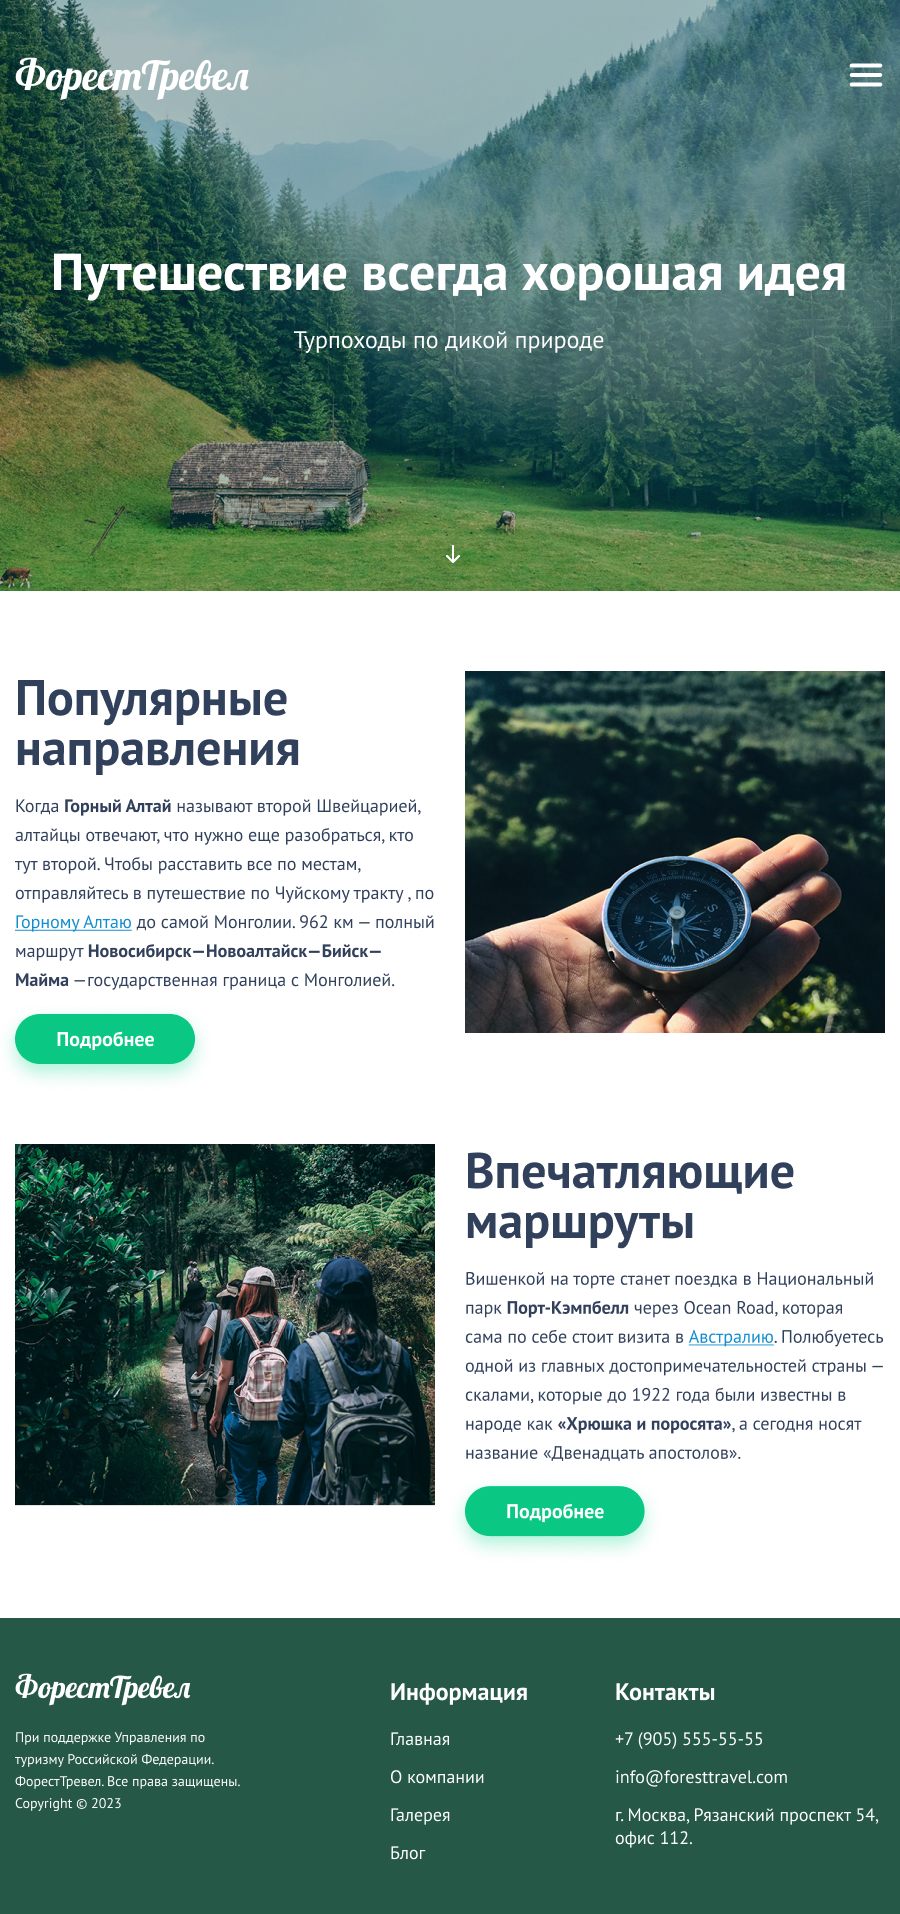 ФорестТревел
Путешествие всегда хорошая идея
Турпоходы по дикой природе
Популярные
направления
Когда Горный Алтай называют второй Швейцарией,
алтайцы отвечают, что нужно еще разобраться, кто
тут второй. Чтобы расставить все по местам,
отправляйтесь в путешествие по Чуйскому тракту , по
Горному Алтаю до самой Монголии. 962 км — полный
маршрут Новосибирск—Новоалтайск—Бийск—
Майма —государственная граница с Монголией.
Подробнее
E
S
SW
W
NW
N
NE
Впечатляющие
маршруты
Вишенкой на торте станет поездка в Национальный
парк Порт-Кэмпбелл через Ocean Road, которая
сама по себе стоит визита в Австралию. Полюбуетесь
одной из главных достопримечательностей страны —
скалами, которые до 1922 года были известны в
народе как «Хрюшка и поросята», а сегодня носят
название «Двенадцать апостолов».
Подробнее
ФорестТревел
При поддержке Управления по
туризму Российской Федерации.
ФорестТревел. Все права защищены.
Copyright © 2023
Информация
Главная
О компании
Галерея
Блог
Контакты
+7 (905) 555-55-55
info@foresttravel.com
г. Москва, Рязанский проспект 54,
офис 112.